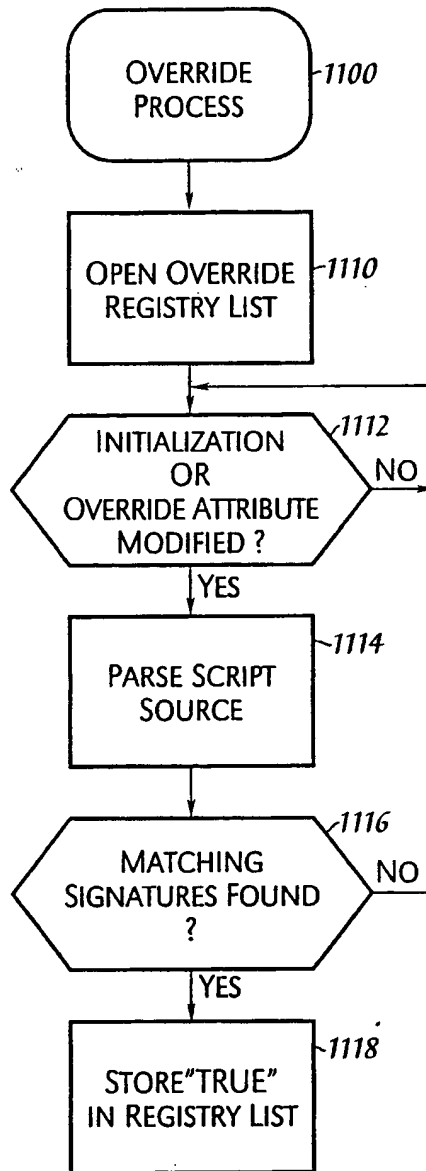 OVERRIDE
PROCESS
1100
OPEN OVERRIDE
REGISTRY LIST
1110
INITIALIZATION
OR
OVERRIDE ATTRIBUTE
MODIFIED ?
1112
NO
YES
PARSE SCRIPT
SOURCE
1114
MATCHING
SIGNATURES FOUND
?
1116
NO
YES
STORE"TRUE"
IN REGISTRY LIST
1118